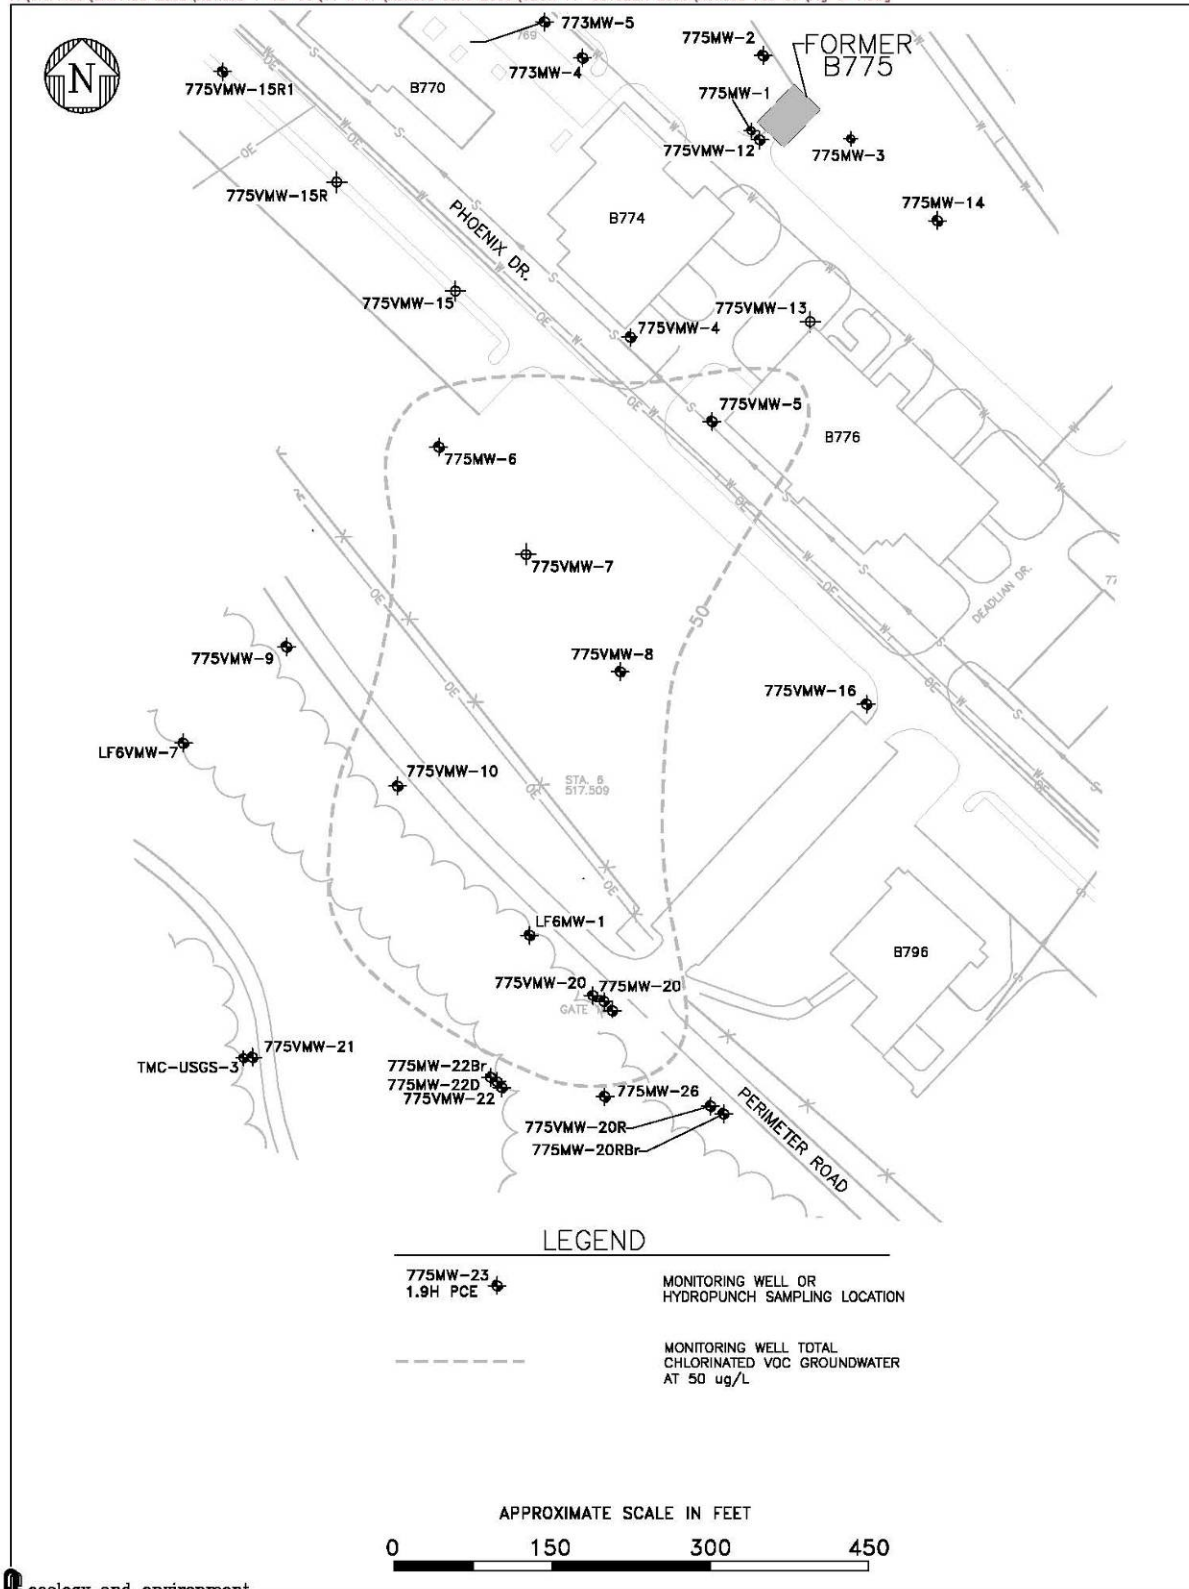 773MW-5
769
775MW-2
FORMER
B775
773MW-4
775VMW-15R1
B770
775MW-1
775VMW-12
775MW-3
775VMW-15R
775MW-14
B774
PHOENIX DR.
775VMW-15
775VMW-13
775VMW-4
775VMW-5
B776
775MW-6
775VMW-7
DEADLIAN DR.
50
775VMW-9
775VMW-8
775VMW-16
LF6VMW-7
775VMW-10
STA. 6
517.509
LF6MW-1
B796
775VMW-20
775MW-20
GATE
775VMW-21
TMC-USGS-3
775MW-22Br
775MW-22D
775VMW-22
775MW-26
775VMW-20R
775MW-20RBr
PERIMETER ROAD
N
W
OE
S
LEGEND
775MW-23
1.9H PCE
MONITORING WELL OR
HYDROPUNCH SAMPLING LOCATION
MONITORING WELL TOTAL
CHLORINATED VOC GROUNDWATER
AT 50 ug/L
APPROXIMATE SCALE IN FEET
0 150 300 450
ecology and environment